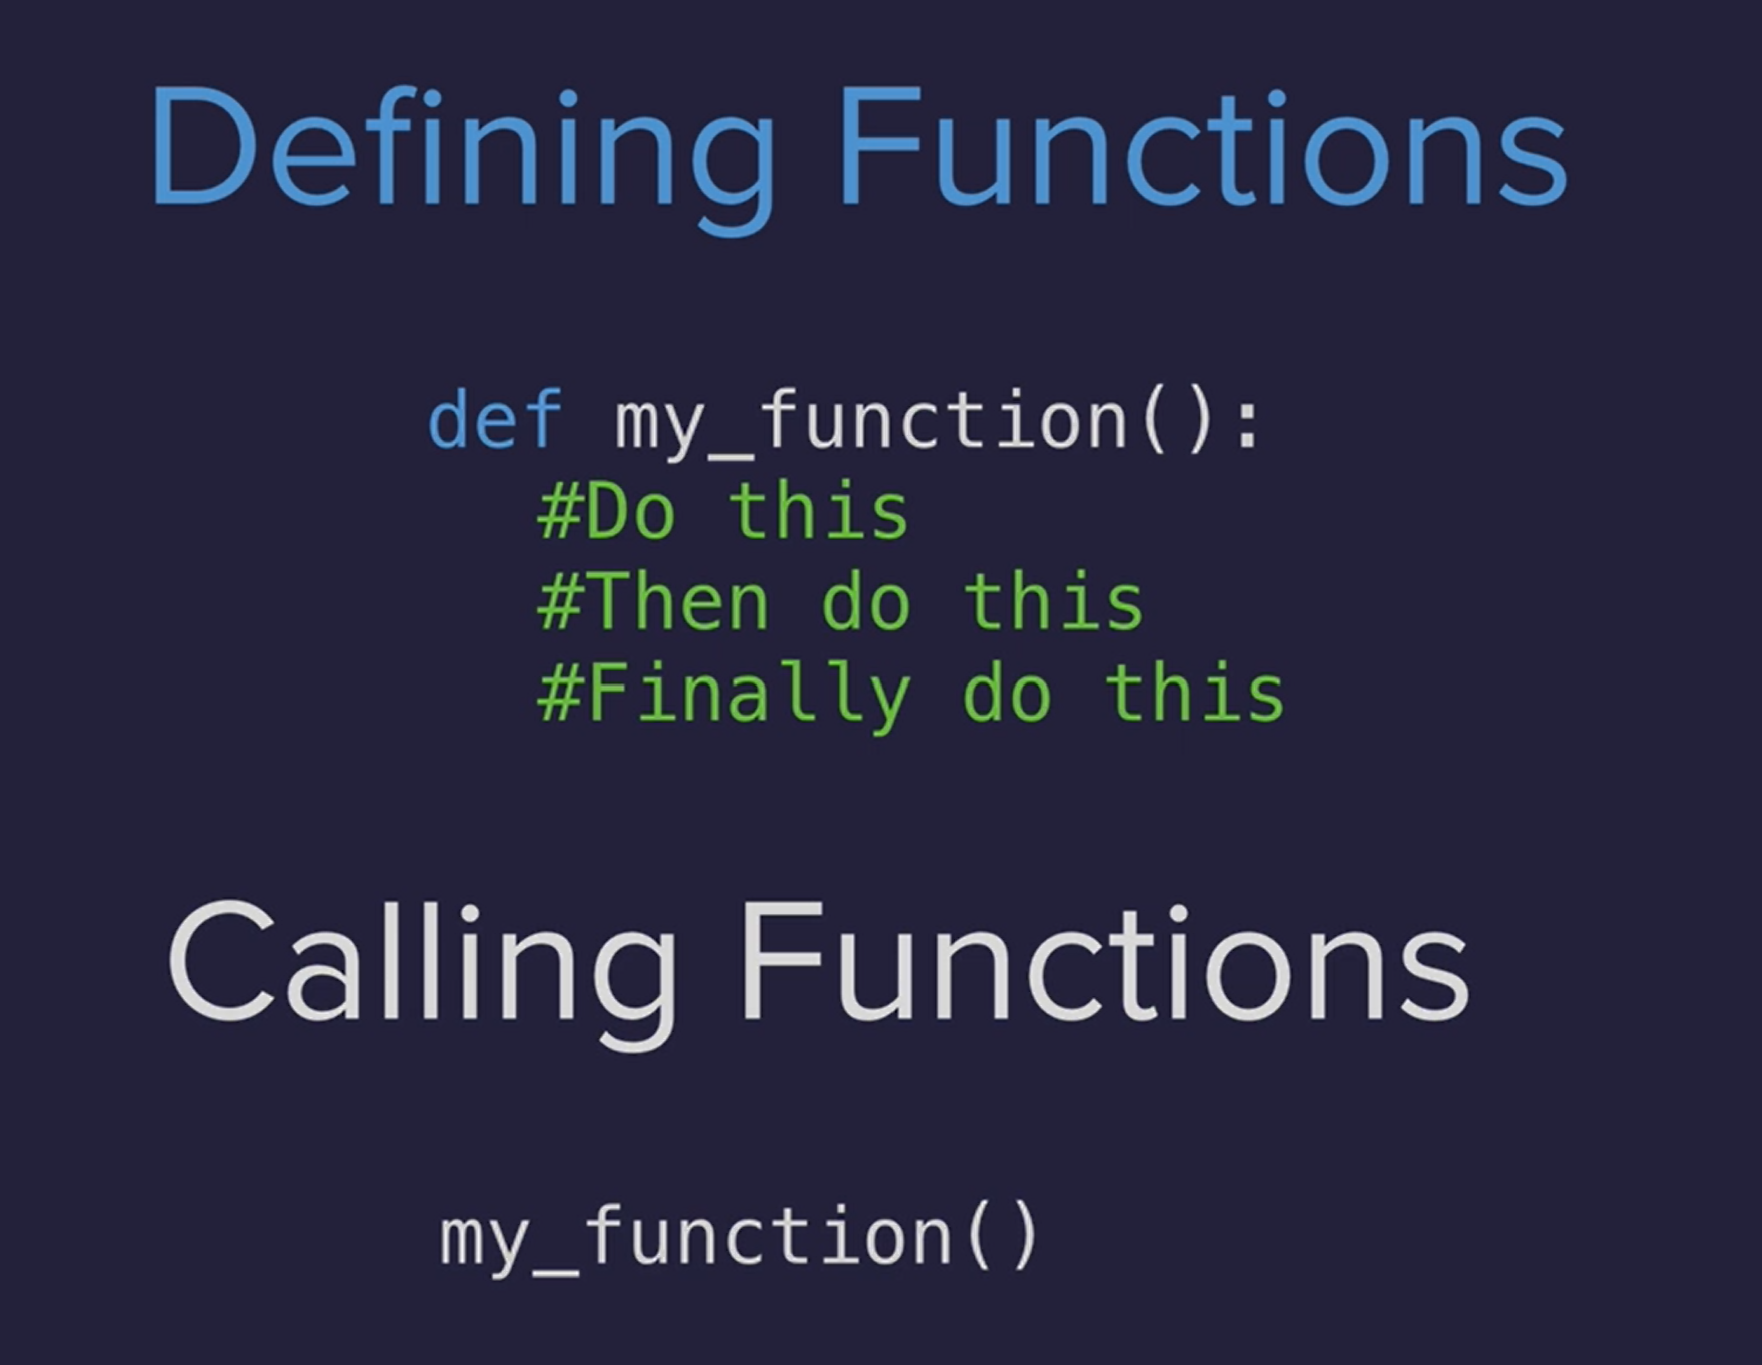 Defining Functions
def my_function():
#Do this
#Then do this
#Finally do this
Calling Functions
my_function()